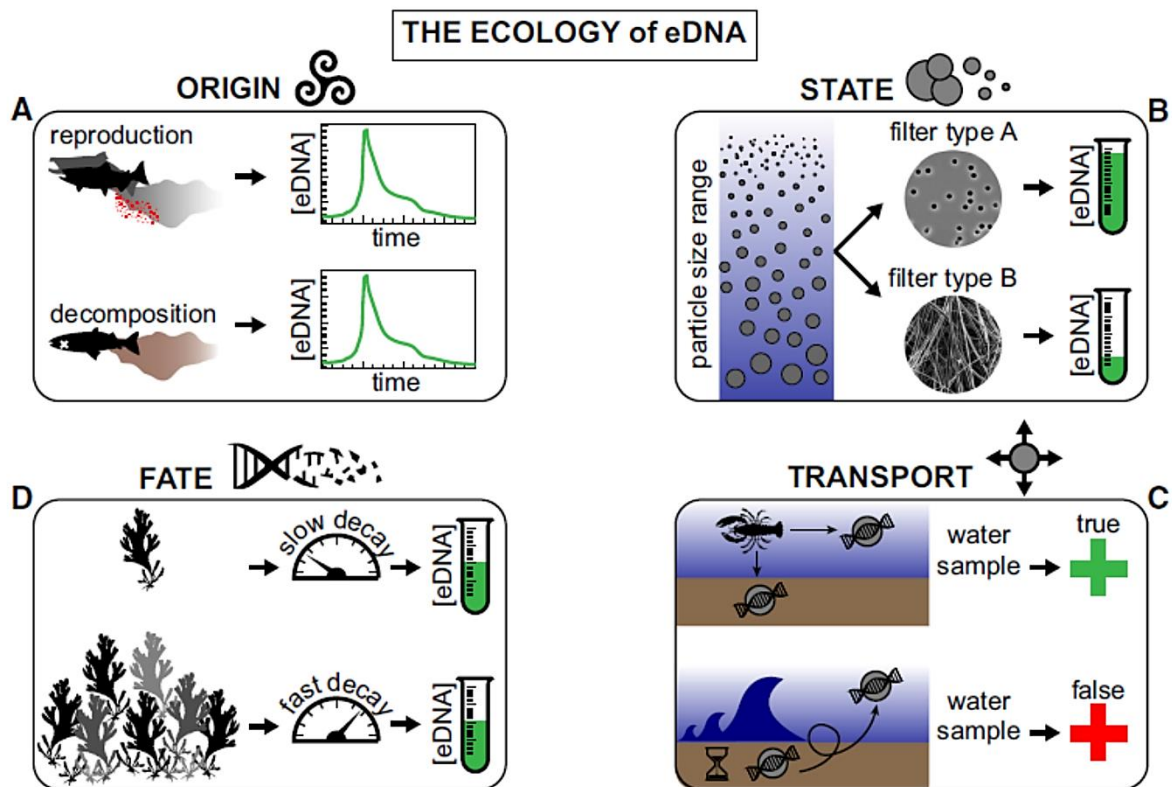 THE ECOLOGY of eDNA
ORIGIN
A
reproduction
[eDNA]
time
decomposition
[eDNA]
time
STATE
B
particle size range
filter type A
[eDNA]
filter type B
[eDNA]
FATE
D
slow decay
[eDNA]
fast decay
[eDNA]
TRANSPORT
C
water
sample
true
water
sample
false